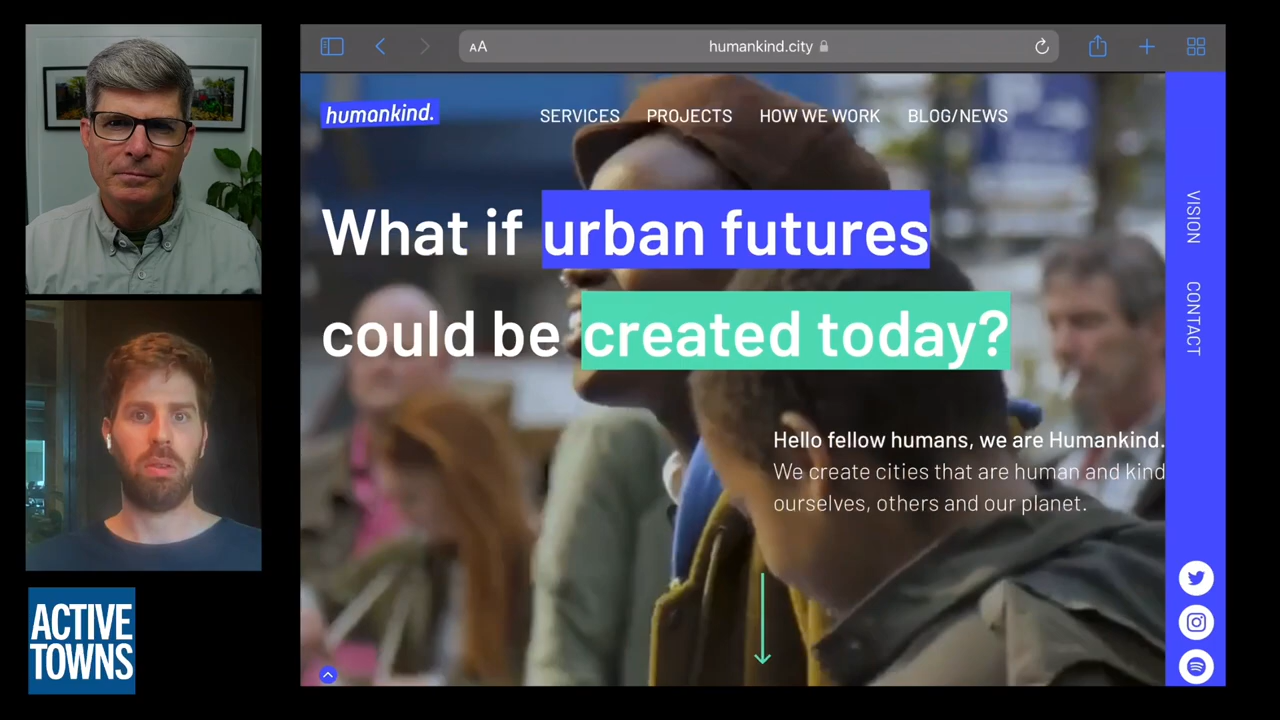 AA
humankind.city
humankind.
SERVICES
PROJECTS
HOW WE WORK
BLOG/NEWS
What if urban futures
could be created today?
Hello fellow humans, we are Humankind.
We create cities that are human and kind
ourselves, others and our planet.
VISION
CONTACT
ACTIVE
TOWNS